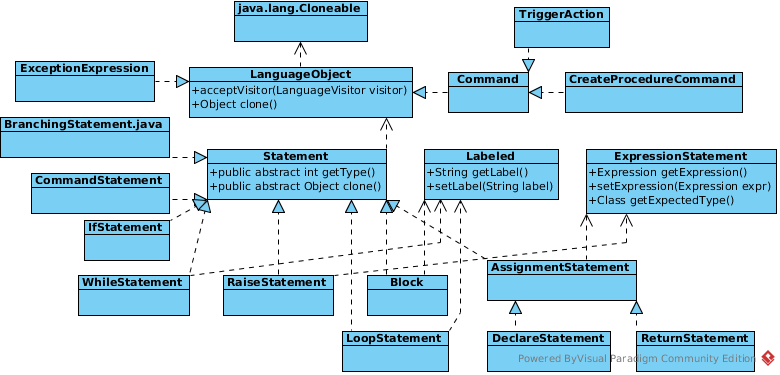 java.lang.Cloneable
TriggerAction
ExceptionExpression
LanguageObject
+acceptVisitor(LanguageVisitor visitor)
+Object clone()
Command
CreateProcedureCommand
BranchingStatement.java
Statement
+public abstract int getType()
+public abstract Object clone()
Labeled
+String getLabel()
+setLabel(String label)
ExpressionStatement
+Expression getExpression()
+setExpression(Expression expr)
+Class getExpectedType()
CommandStatement
IfStatement
WhileStatement
RaiseStatement
Block
AssignmentStatement
LoopStatement
DeclareStatement
ReturnStatement
Powered ByVisual Paradigm Community Edition